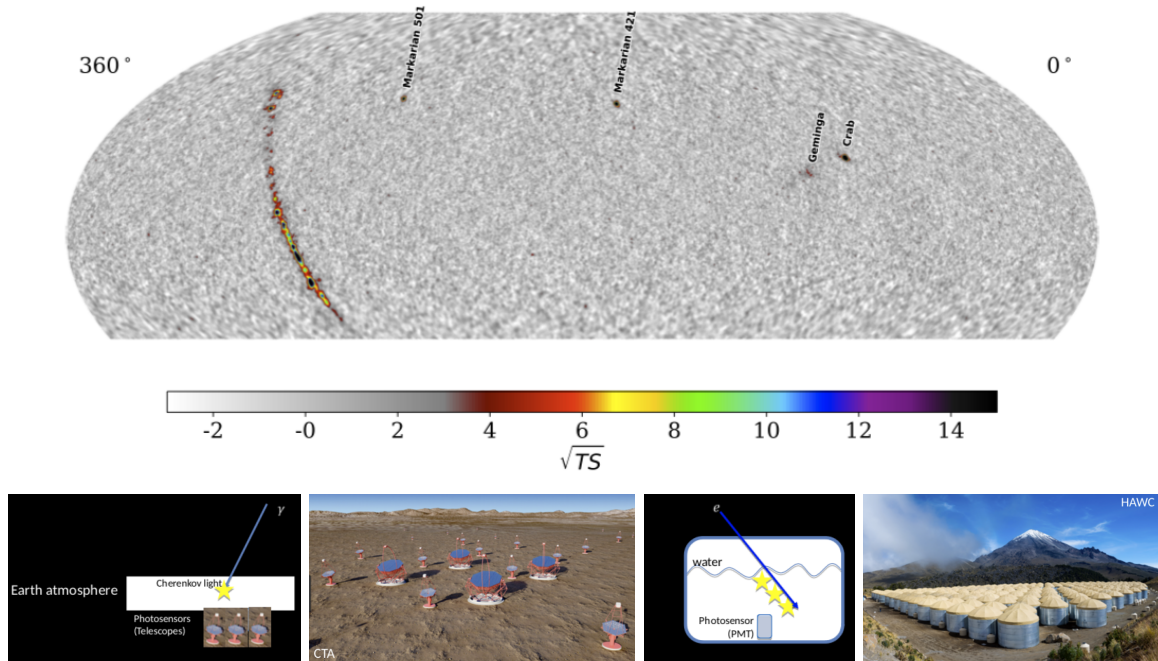 Markarian 501
Markarian 421
360°
0°
Geminga
Crab
-2
-0
2
4
6
8
10
12
14
√TS
γ
Cherenkov light
Earth atmosphere
Photosensors
(Telescopes)
CTA
e
water
Photosensor
(PMT)
HAWC